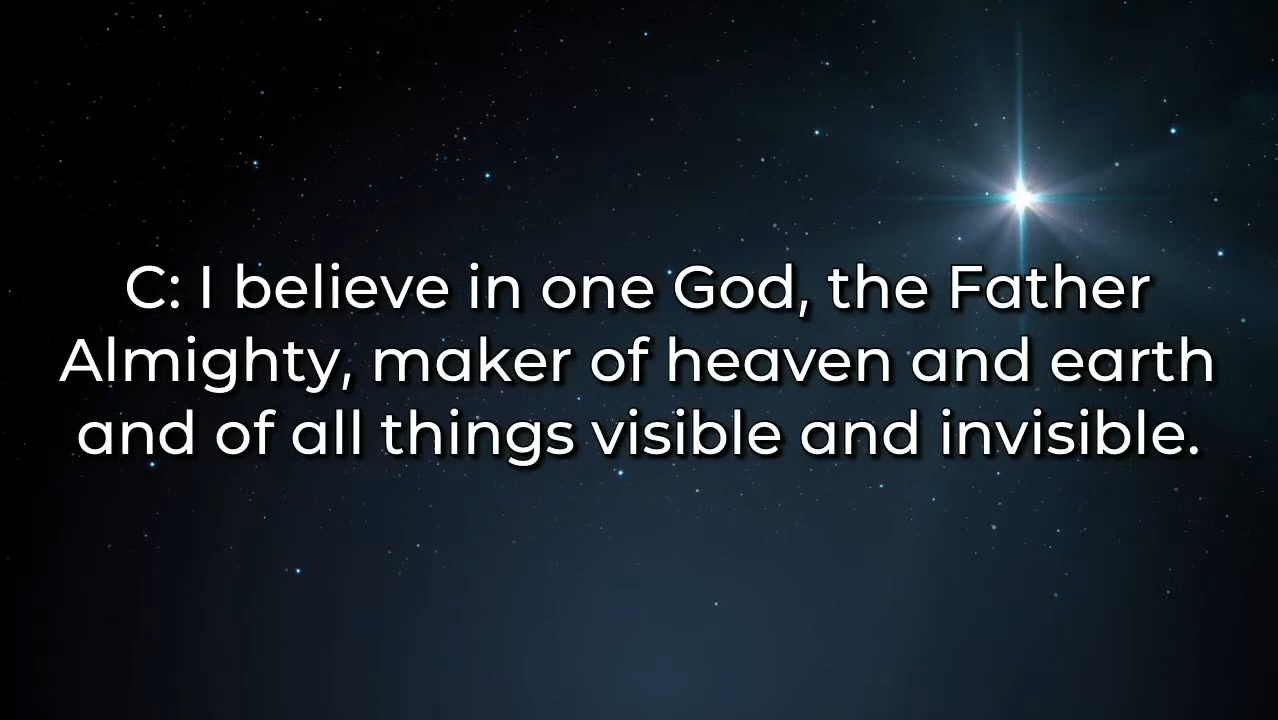 C: I believe in one God, the Father
Almighty, maker of heaven and earth
and of all things visible and invisible.